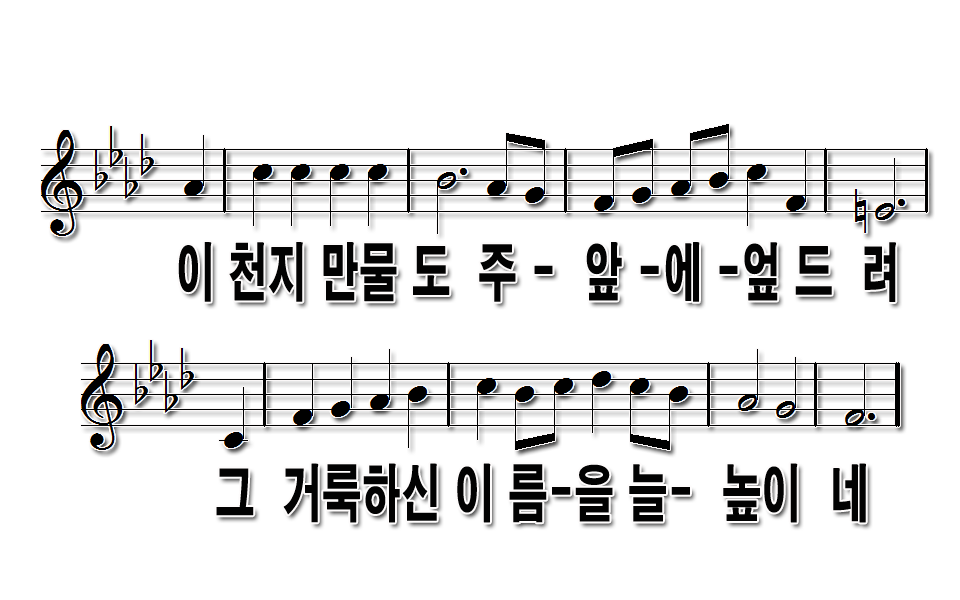 이 천지 만물 도 주 - 앞 -에 -엎 드 려
그 거룩하신 이 름-을 늘- 높이 네